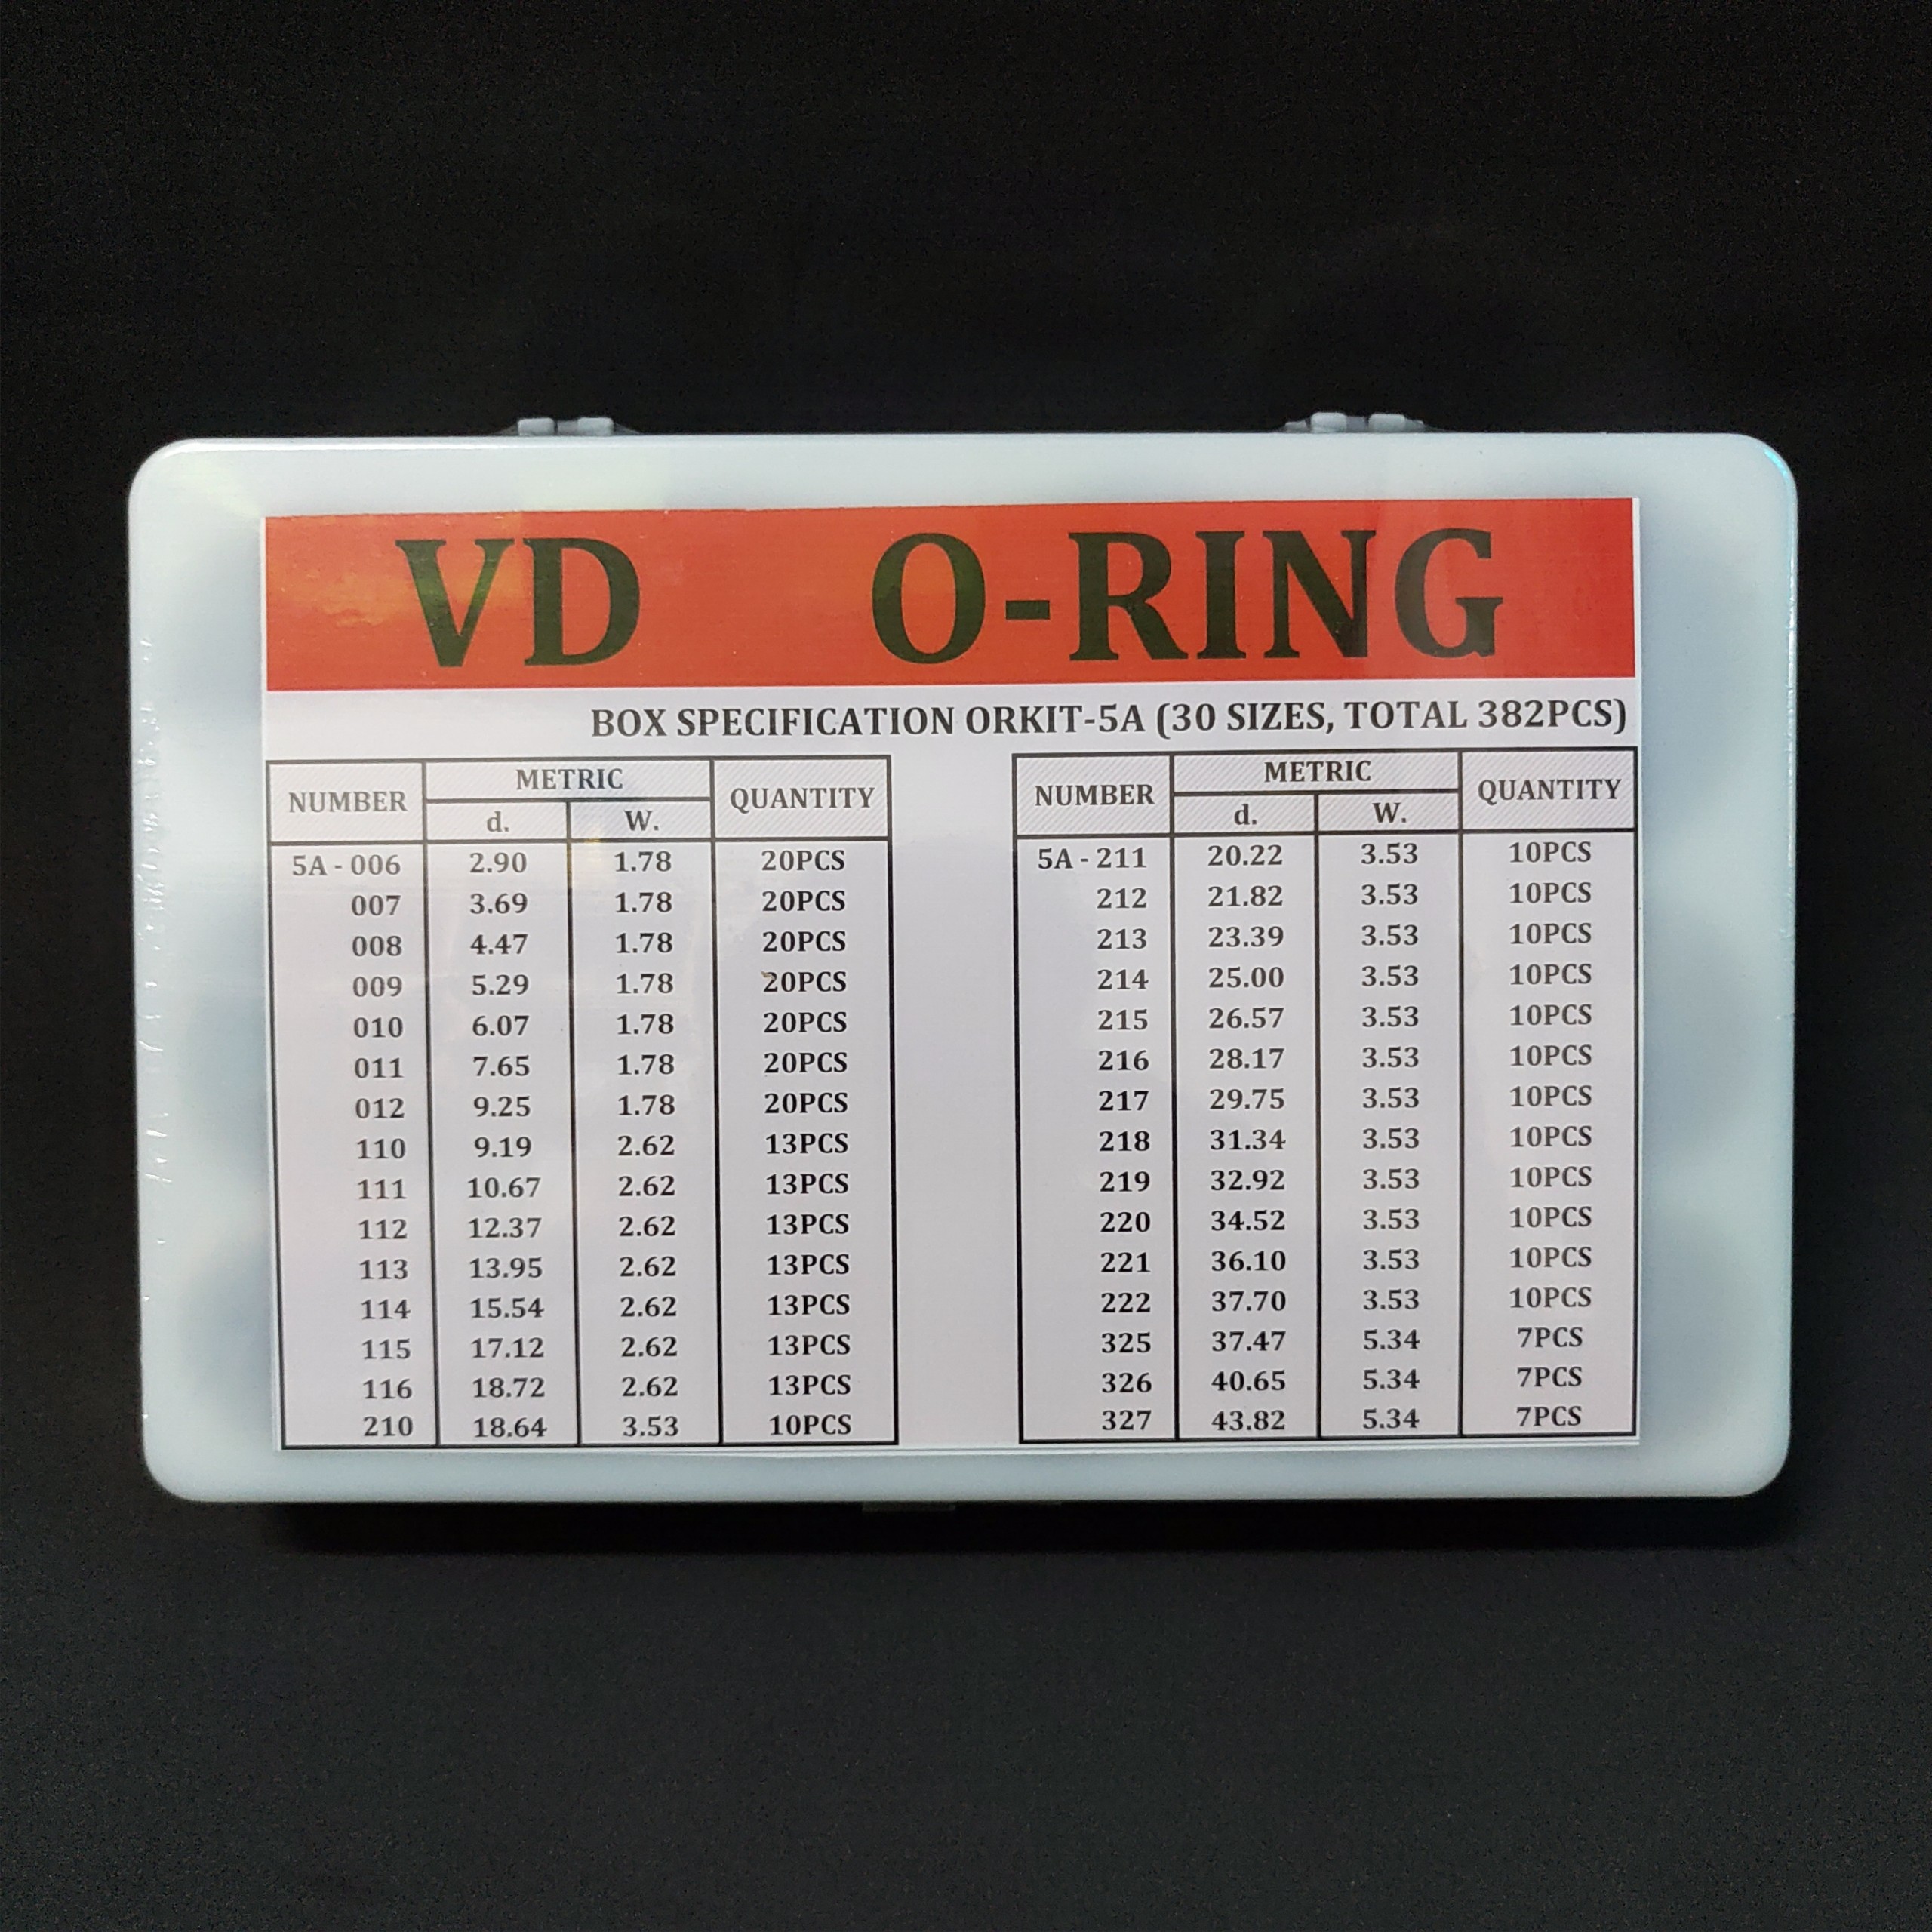 VD O-RING
BOX SPECIFICATION ORKIT-5A (30 SIZES, TOTAL 382PCS)
NUMBER METRIC QUANTITY
d. W.
5A - 006 2.90 1.78 20PCS
007 3.69 1.78 20PCS
008 4.47 1.78 20PCS
009 5.29 1.78 20PCS
010 6.07 1.78 20PCS
011 7.65 1.78 20PCS
012 9.25 1.78 20PCS
110 9.19 2.62 13PCS
111 10.67 2.62 13PCS
112 12.37 2.62 13PCS
113 13.95 2.62 13PCS
114 15.54 2.62 13PCS
115 17.12 2.62 13PCS
116 18.72 2.62 13PCS
210 18.64 3.53 10PCS
NUMBER METRIC QUANTITY
d. W.
5A - 211 20.22 3.53 10PCS
212 21.82 3.53 10PCS
213 23.39 3.53 10PCS
214 25.00 3.53 10PCS
215 26.57 3.53 10PCS
216 28.17 3.53 10PCS
217 29.75 3.53 10PCS
218 31.34 3.53 10PCS
219 32.92 3.53 10PCS
220 34.52 3.53 10PCS
221 36.10 3.53 10PCS
222 37.70 3.53 10PCS
325 37.47 5.34 7PCS
326 40.65 5.34 7PCS
327 43.82 5.34 7PCS